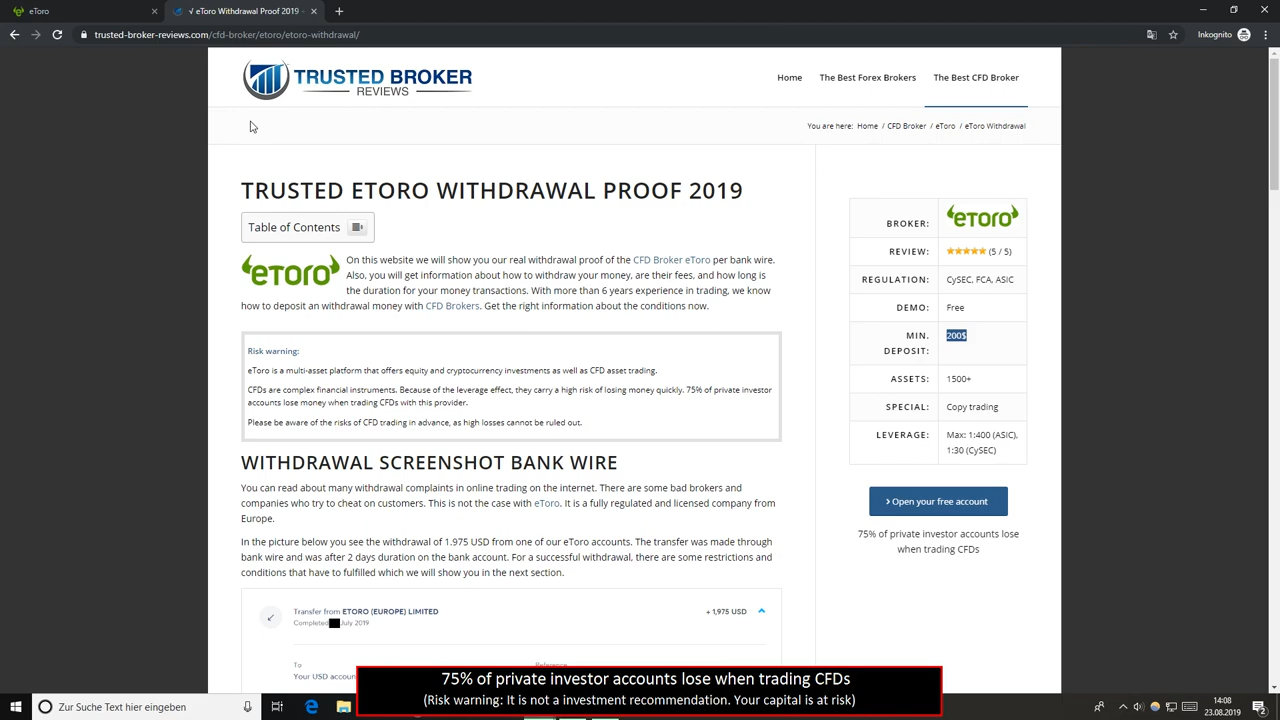 eToro
√ eToro Withdrawal Proof 2019 -
trusted-broker-reviews.com/cfd-broker/etoro/etoro-withdrawal/
Inkognito
TRUSTED BROKER
REVIEWS
Home
The Best Forex Brokers
The Best CFD Broker
You are here: Home / CFD Broker / eToro / eToro Withdrawal
TRUSTED ETORO WITHDRAWAL PROOF 2019
Table of Contents
eToro
On this website we will show you our real withdrawal proof of the CFD Broker eToro per bank wire.
Also, you will get information about how to withdraw your money, are their fees, and how long is
the duration for your money transactions. With more than 6 years experience in trading, we know
how to deposit an withdrawal money with CFD Brokers. Get the right information about the conditions now.
Risk warning:
eToro is a multi-asset platform that offers equity and cryptocurrency investments as well as CFD asset trading.
CFDs are complex financial instruments. Because of the leverage effect, they carry a high risk of losing money quickly. 75% of private investor
accounts lose money when trading CFDs with this provider.
Please be aware of the risks of CFD trading in advance, as high losses cannot be ruled out.
WITHDRAWAL SCREENSHOT BANK WIRE
You can read about many withdrawal complaints in online trading on the internet. There are some bad brokers and
companies who try to cheat on customers. This is not the case with eToro. It is a fully regulated and licensed company from
Europe.
In the picture below you see the withdrawal of 1.975 USD from one of our eToro accounts. The transfer was made through
bank wire and was after 2 days duration on the bank account. For a successful withdrawal, there are some restrictions and
conditions that have to fulfilled which we will show you in the next section.
Transfer from ETORO (EUROPE) LIMITED
+ 1,975 USD
Completed July 2019
To
Reference
Your USD account
BROKER: eToro
REVIEW: (5 / 5)
REGULATION: CySEC, FCA, ASIC
DEMO: Free
MIN. 200$
DEPOSIT:
ASSETS: 1500+
SPECIAL: Copy trading
LEVERAGE: Max: 1:400 (ASIC),
1:30 (CySEC)
› Open your free account
75% of private investor accounts lose
when trading CFDs
75% of private investor accounts lose when trading CFDs
(Risk warning: It is not a investment recommendation. Your capital is at risk)
Zur Suche Text hier eingeben
14:08
23.08.2019